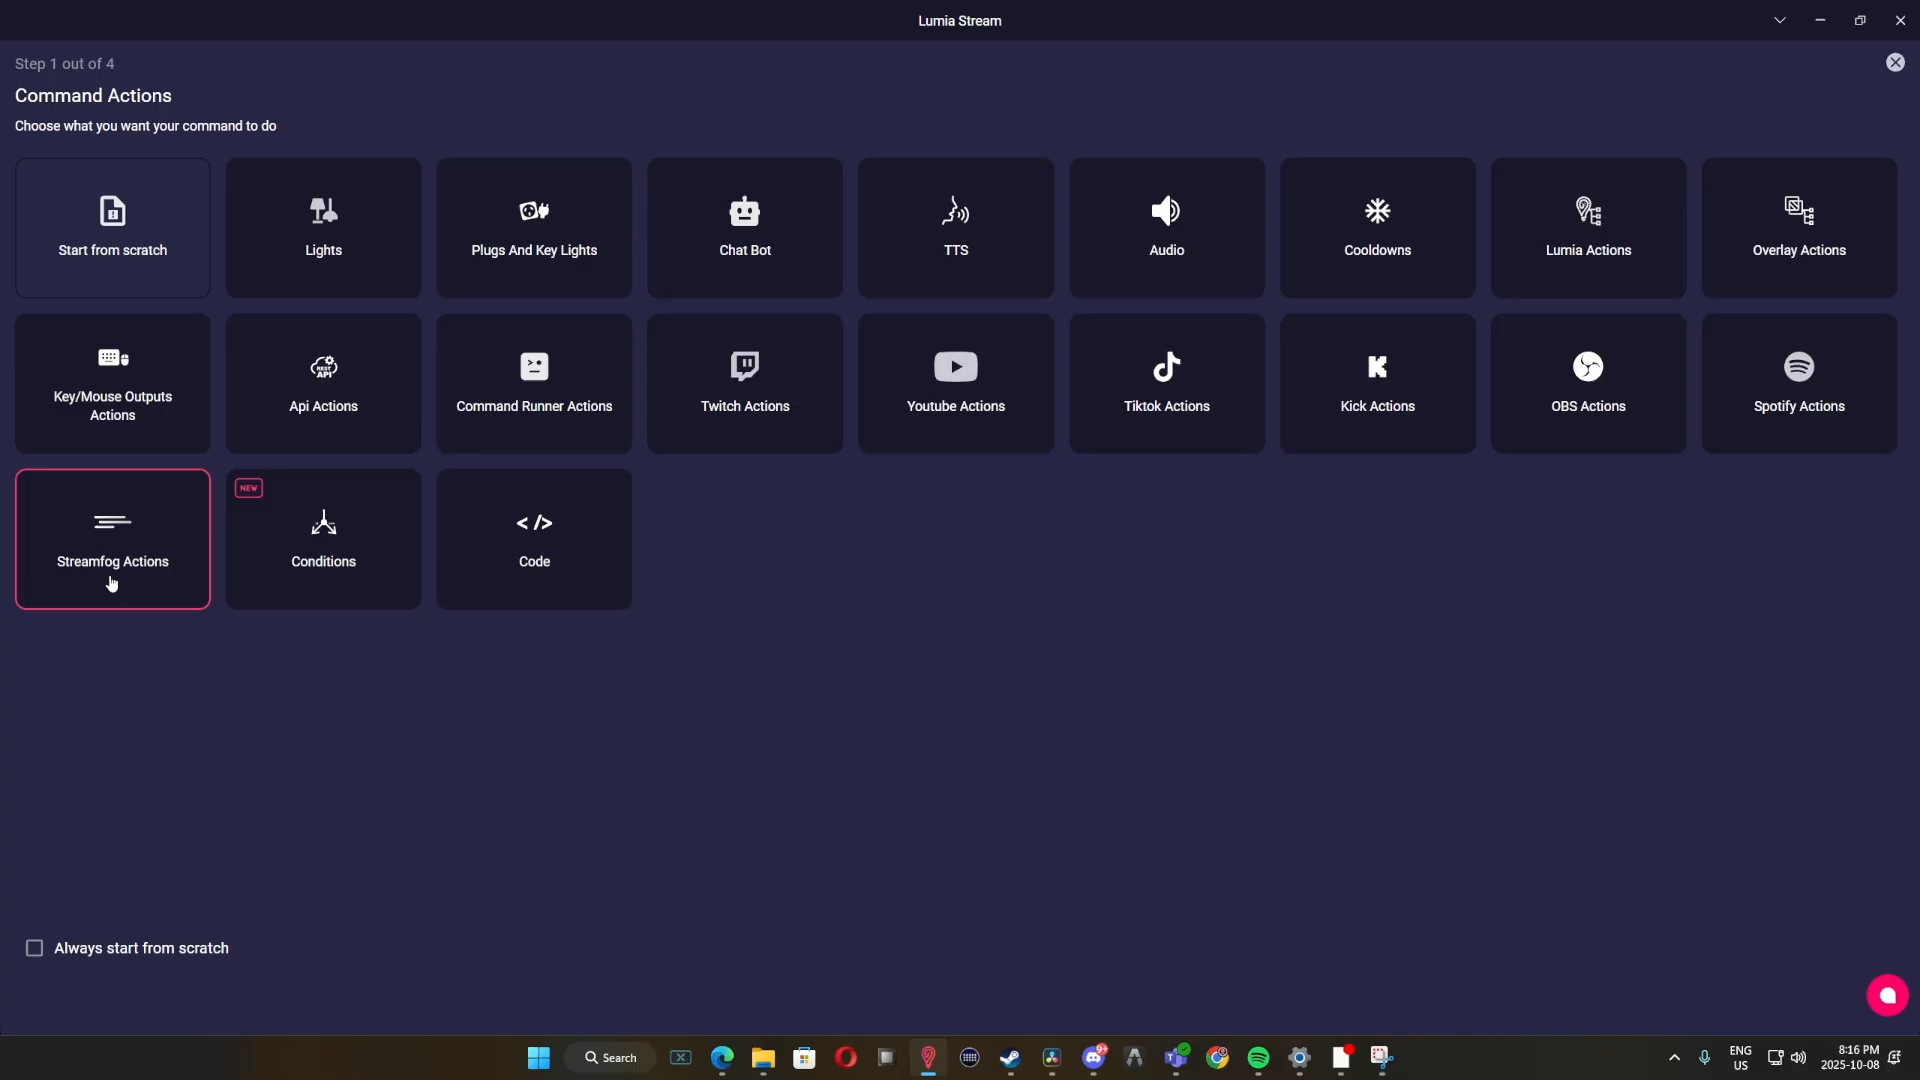 Lumia Stream
Step 1 out of 4
Command Actions
Choose what you want your command to do
Start from scratch
Lights
Plugs And Key Lights
Chat Bot
TTS
Audio
Cooldowns
Lumia Actions
Overlay Actions
Key/Mouse Outputs
Actions
REST
API
Api Actions
Command Runner Actions
Twitch Actions
Youtube Actions
Tiktok Actions
Kick Actions
OBS Actions
Spotify Actions
Streamfog Actions
NEW
Conditions
</>
Code
Always start from scratch
Search
9+
ENG
US
8:16 PM
2025-10-08